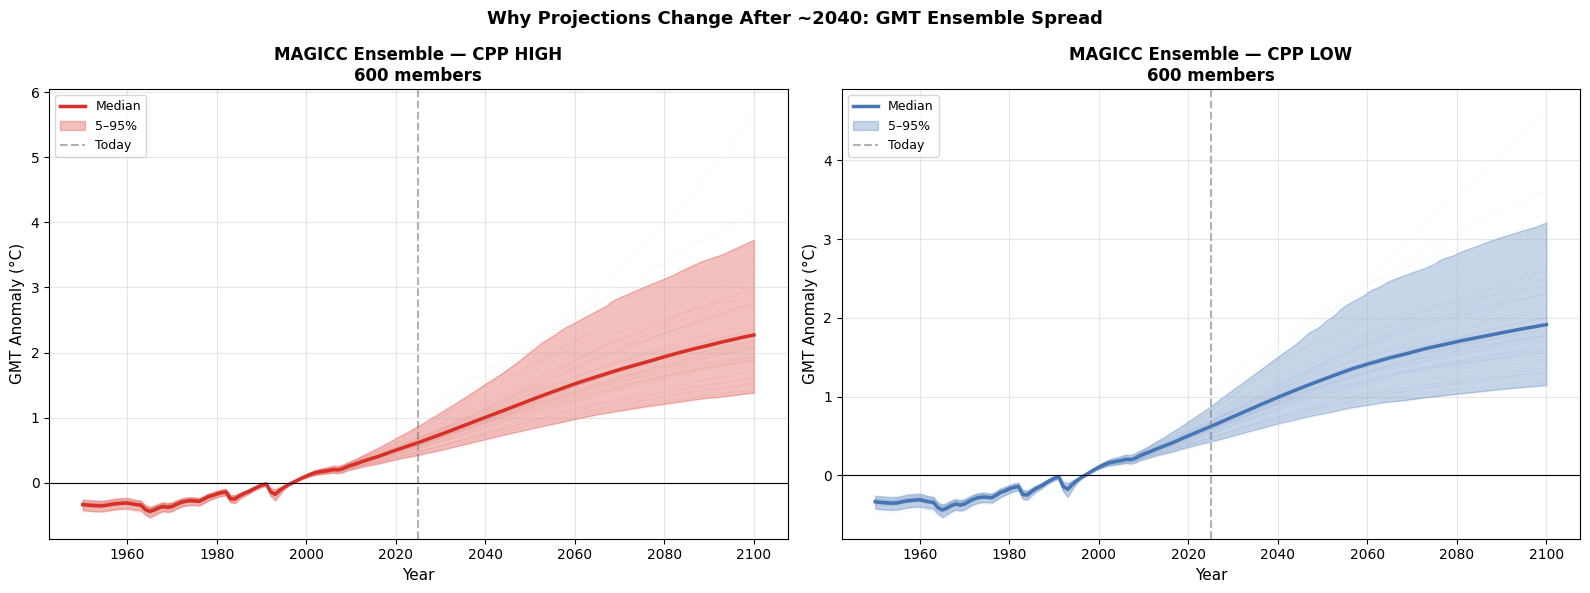 Why Projections Change After ~2040: GMT Ensemble Spread
MAGICC Ensemble — CPP HIGH
600 members
Median
5–95%
Today
GMT Anomaly (°C)
6
5
4
3
2
1
0
1960 1980 2000 2020 2040 2060 2080 2100
Year
MAGICC Ensemble — CPP LOW
600 members
Median
5–95%
Today
GMT Anomaly (°C)
4
3
2
1
0
1960 1980 2000 2020 2040 2060 2080 2100
Year